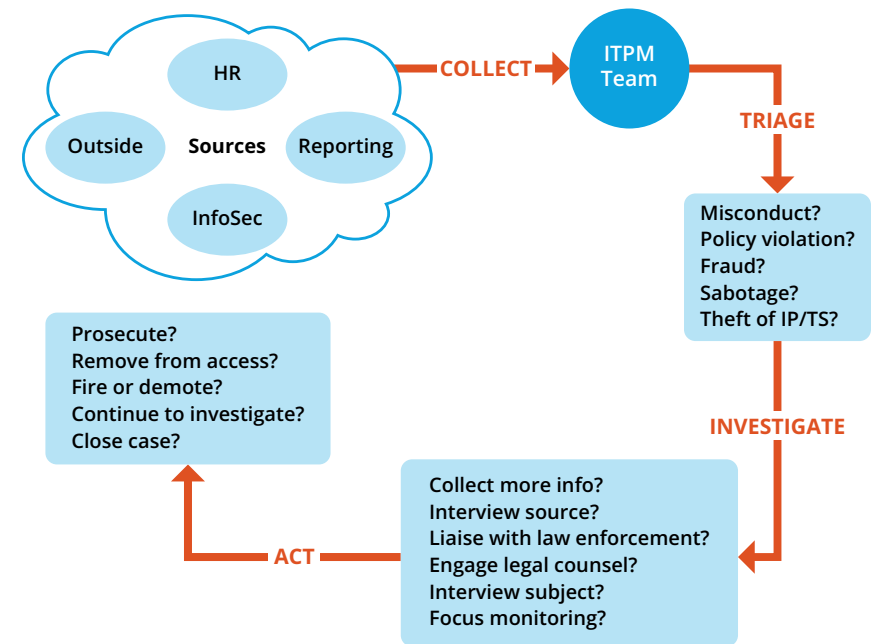 HR
Outside
Sources
Reporting
InfoSec
COLLECT
ITPM
Team
TRIAGE
Misconduct?
Policy violation?
Fraud?
Sabotage?
Theft of IP/TS?
INVESTIGATE
Collect more info?
Interview source?
Liaise with law enforcement?
Engage legal counsel?
Interview subject?
Focus monitoring?
ACT
Prosecute?
Remove from access?
Fire or demote?
Continue to investigate?
Close case?